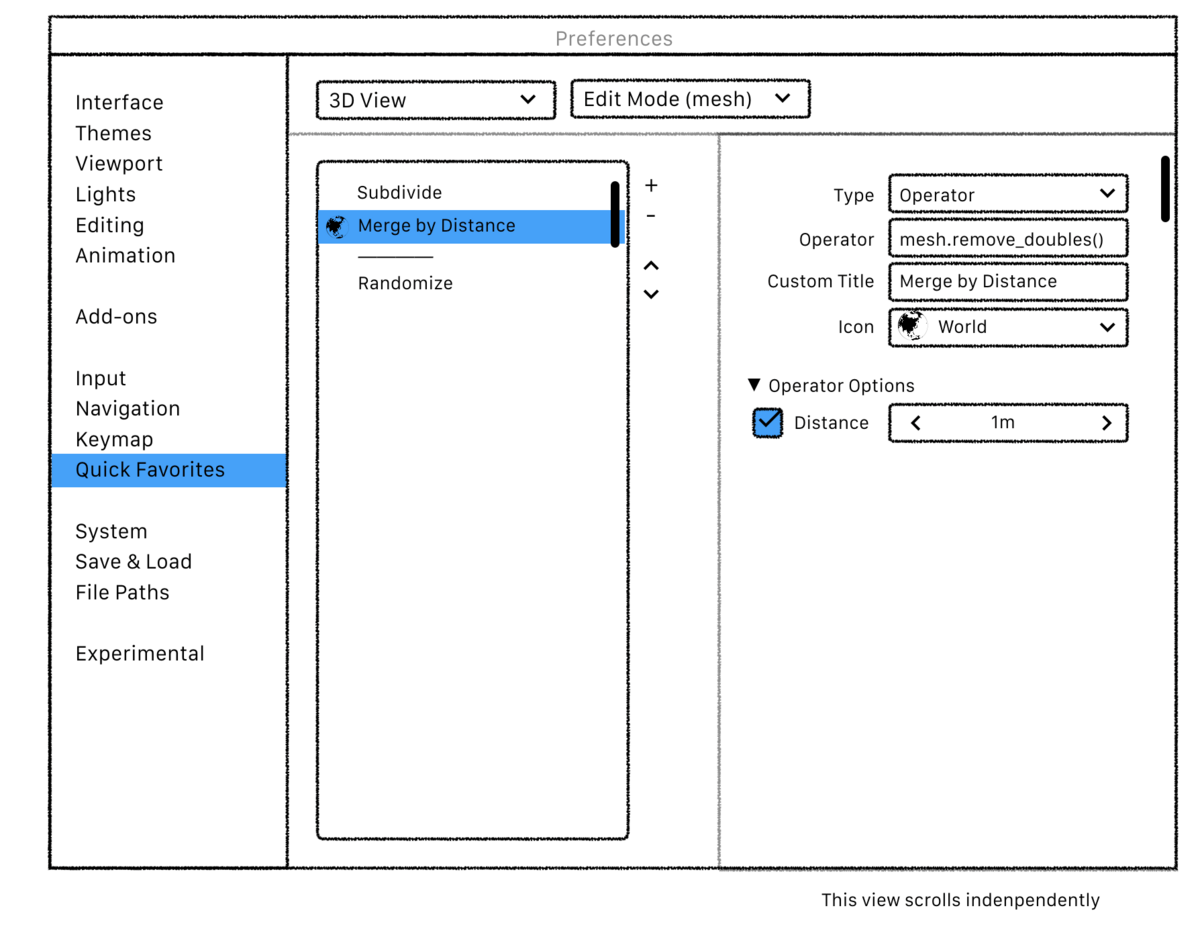 Preferences
Interface
Themes
Viewport
Lights
Editing
Animation
Add-ons
Input
Navigation
Keymap
Quick Favorites
System
Save & Load
File Paths
Experimental
3D View
Edit Mode (mesh)
Subdivide
Merge by Distance
Randomize
+
-
Type Operator
Operator mesh.remove_doubles()
Custom Title Merge by Distance
Icon World
Operator Options
Distance 1m
This view scrolls indenpendently